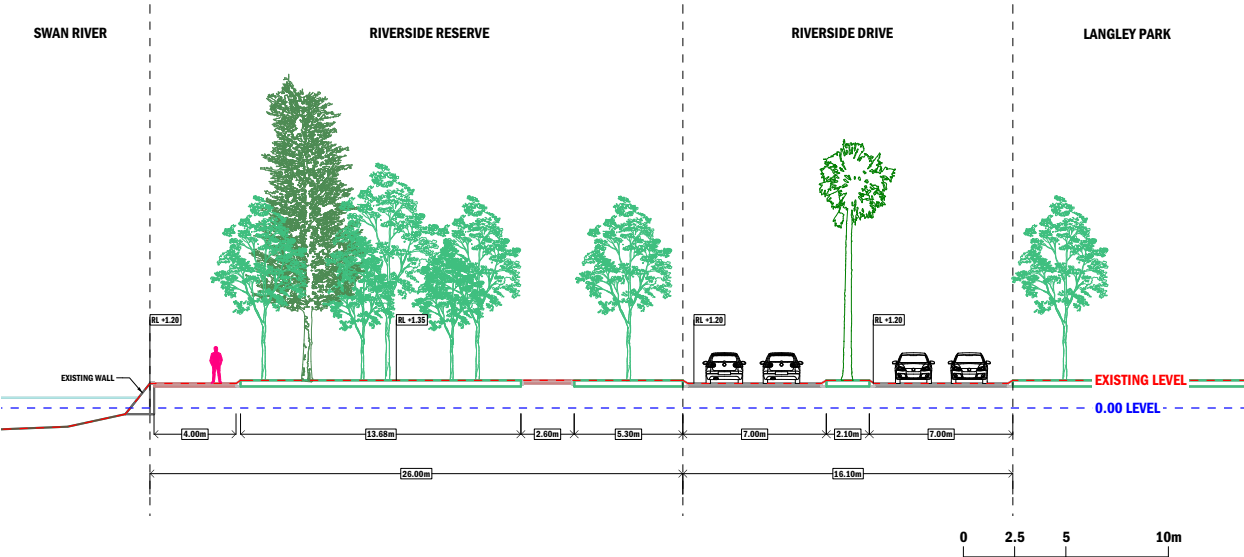 SWAN RIVER
RIVERSIDE RESERVE
RIVERSIDE DRIVE
LANGLEY PARK
RL +1.20
RL +1.35
RL +1.20
RL +1.20
EXISTING WALL
EXISTING LEVEL
0.00 LEVEL
4.00m
13.68m
2.60m
5.30m
7.00m
2.10m
7.00m
26.00m
16.10m
0 2.5 5 10m